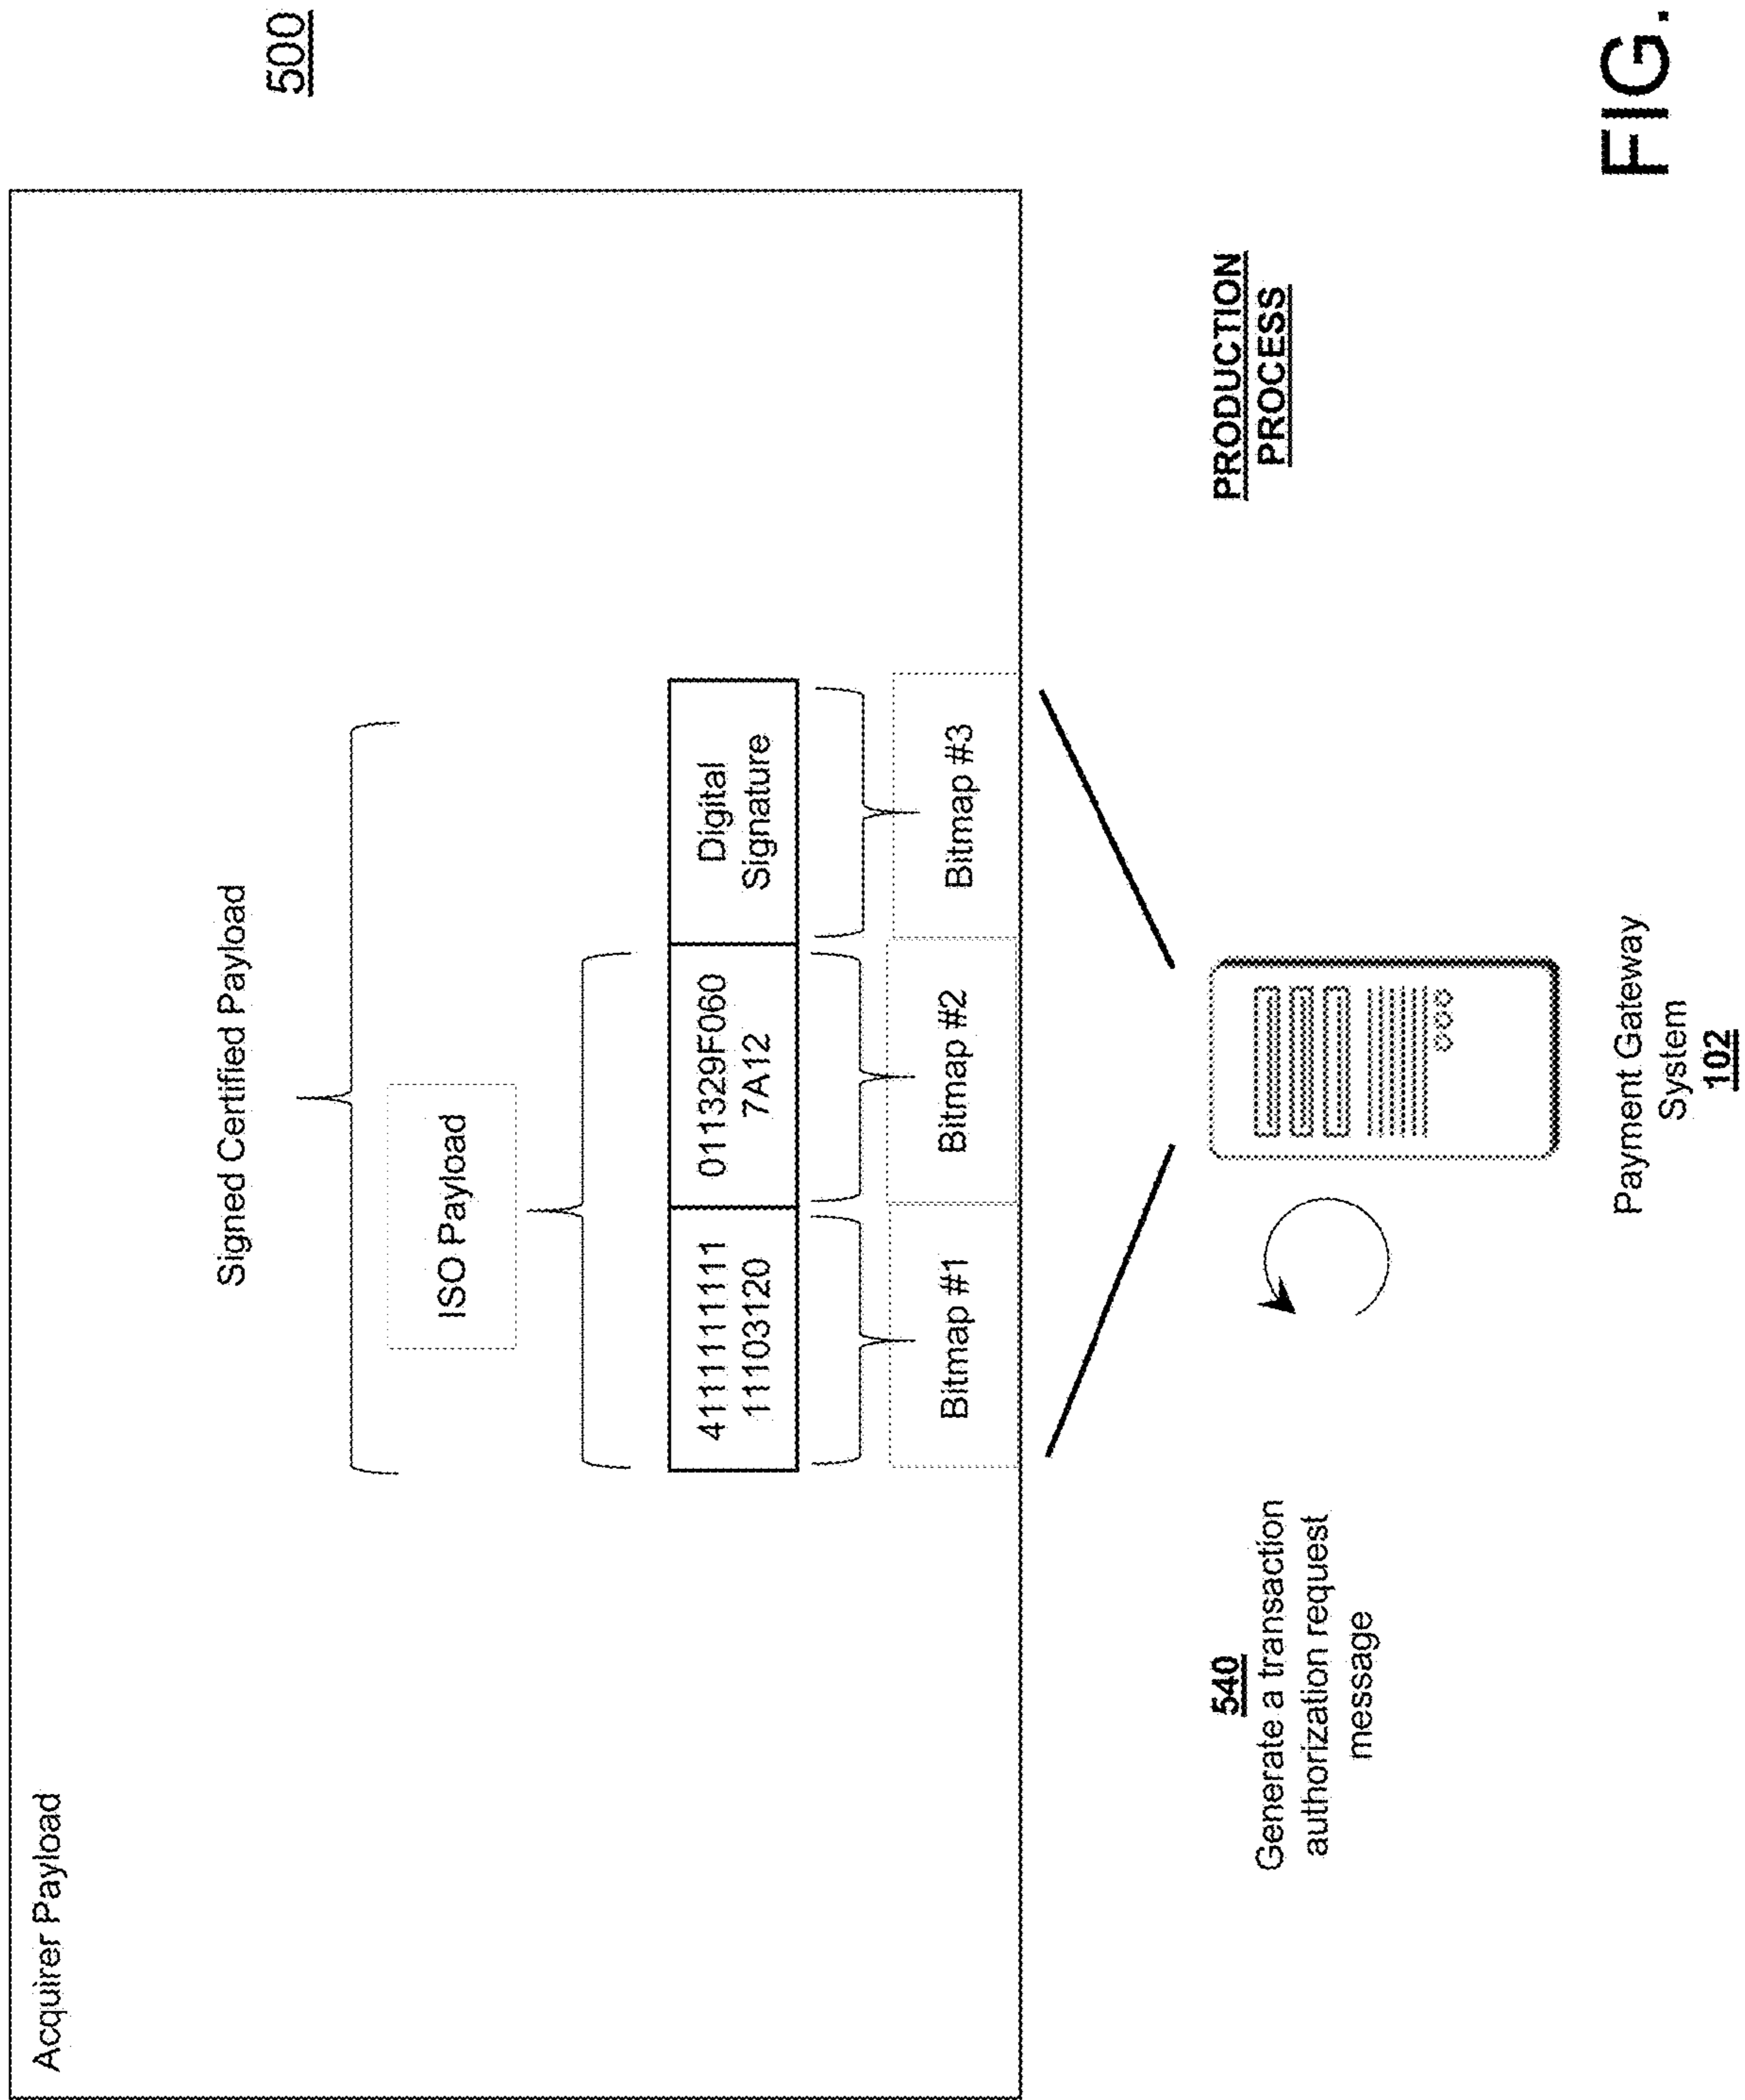 500
Acquirer Payload
Signed Certified Payload
ISO Payload
4111111111
11103120
011329F060
7A12
Digital
Signature
Bitmap #1
Bitmap #2
Bitmap #3
540
Generate a transaction
authorization request
message
PRODUCTION
PROCESS
Payment Gateway
System
102
FIG.